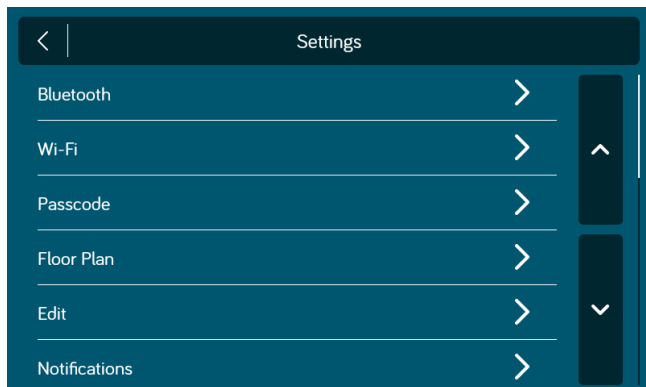 Settings
Bluetooth
Wi-Fi
Passcode
Floor Plan
Edit
Notifications